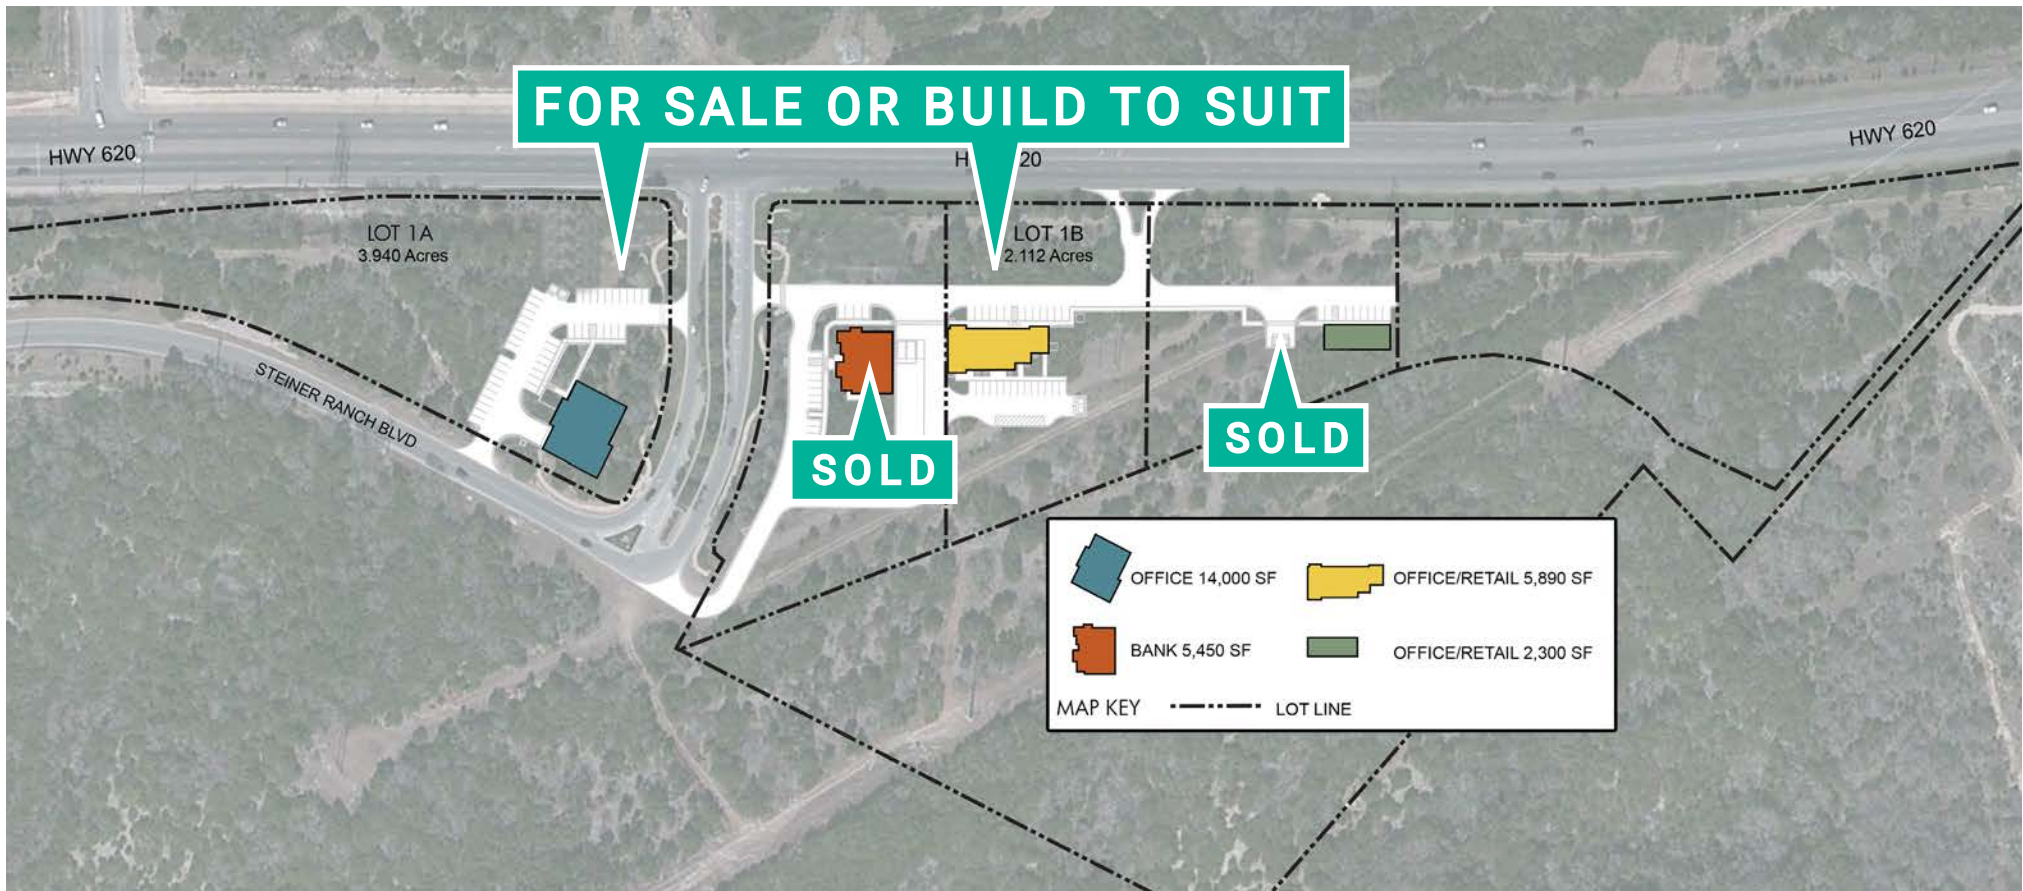 FOR SALE OR BUILD TO SUIT
HWY 620
H 20
HWY 620
LOT 1A
3.940 Acres
LOT 1B
2.112 Acres
STEINER RANCH BLVD
SOLD
SOLD
OFFICE 14,000 SF
OFFICE/RETAIL 5,890 SF
BANK 5,450 SF
OFFICE/RETAIL 2,300 SF
MAP KEY
LOT LINE